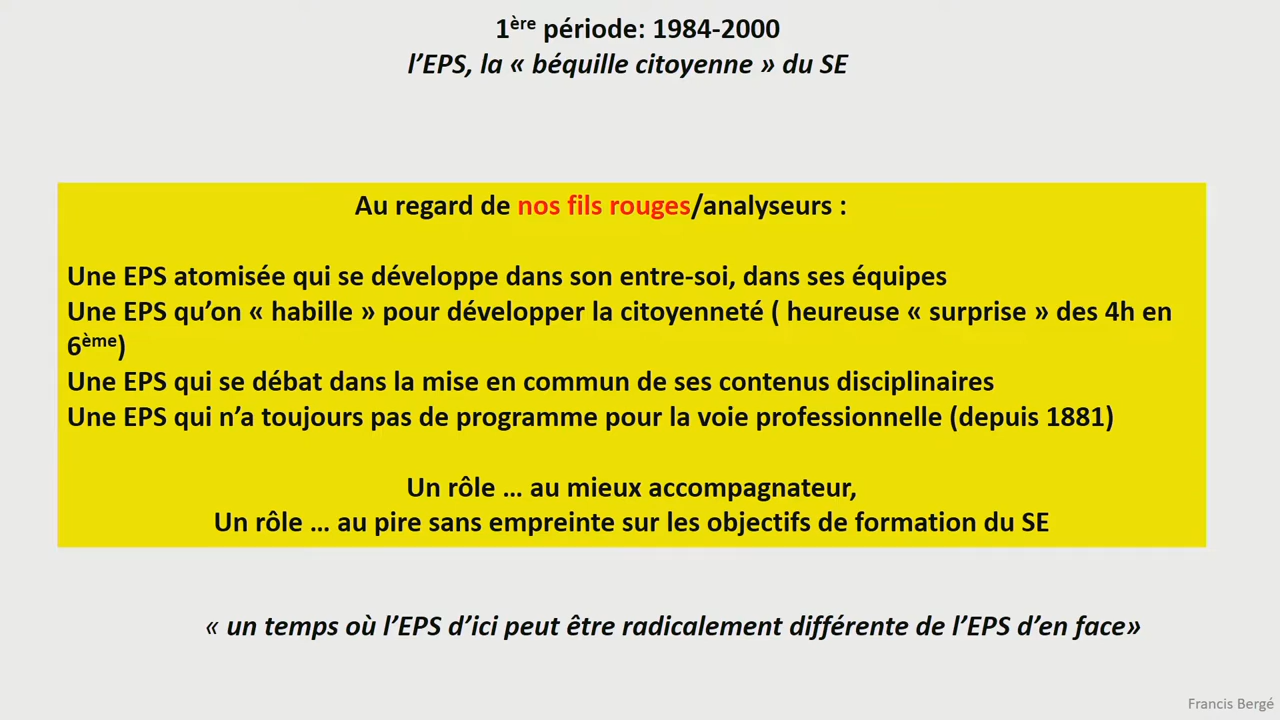 1ère période: 1984-2000
l’EPS, la « béquille citoyenne » du SE
Au regard de nos fils rouges/analyseurs :
Une EPS atomisée qui se développe dans son entre-soi, dans ses équipes
Une EPS qu’on « habille » pour développer la citoyenneté ( heureuse « surprise » des 4h en
6ème)
Une EPS qui se débat dans la mise en commun de ses contenus disciplinaires
Une EPS qui n’a toujours pas de programme pour la voie professionnelle (depuis 1881)
Un rôle … au mieux accompagnateur,
Un rôle … au pire sans empreinte sur les objectifs de formation du SE
« un temps où l’EPS d’ici peut être radicalement différente de l’EPS d’en face»
Francis Bergé